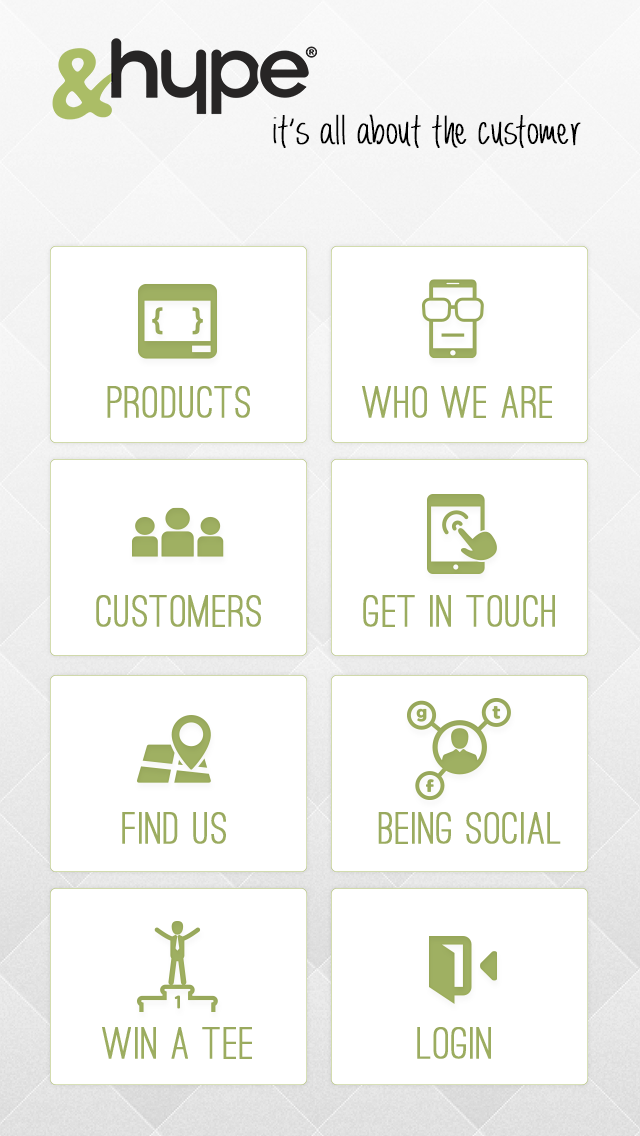 &hype®
it's all about the customer
{ }
PRODUCTS
WHO WE ARE
CUSTOMERS
GET IN TOUCH
g t
f
FIND US
BEING SOCIAL
1
WIN A TEE
LOGIN